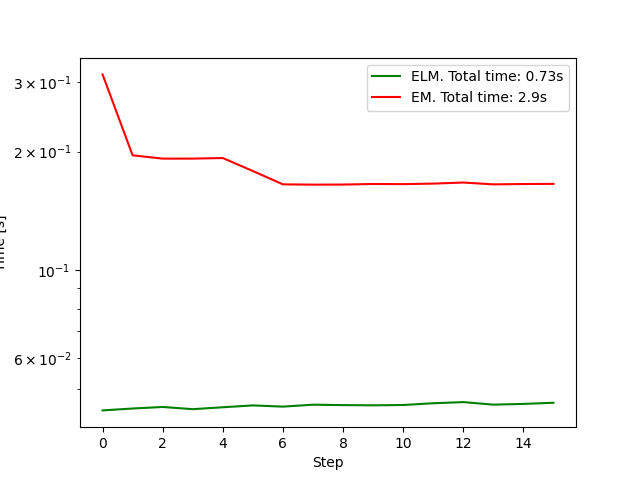 ELM. Total time: 0.73s
EM. Total time: 2.9s
3 × 10⁻¹
2 × 10⁻¹
10⁻¹
6 × 10⁻²
0 2 4 6 8 10 12 14
Step